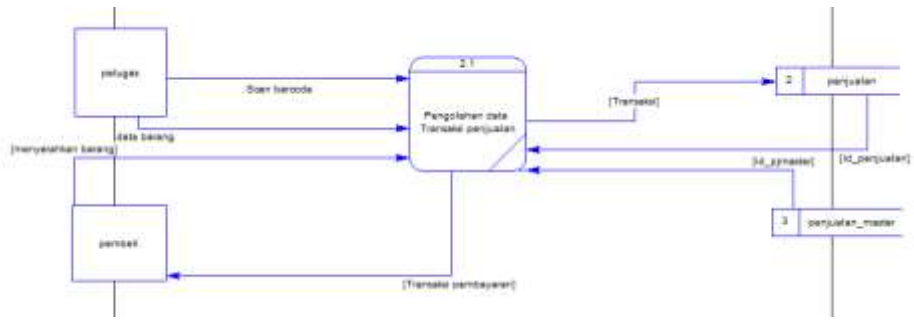 2.1
petugas
Scan barcode
2 penjualan
[Transaksi]
Pengolahan data
Transaksi penjualan
data barang
[menyerahkan barang]
[Id_penjualan]
3 penjualan_master
pembeli
[Transaksi pembayaran]